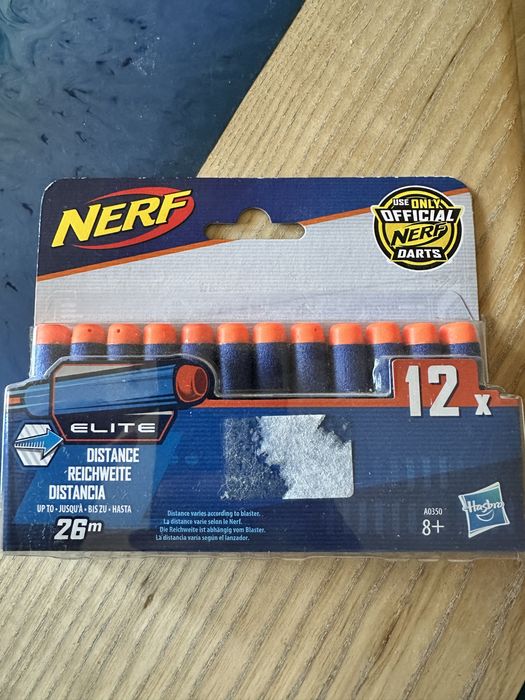 NERF
USE ONLY
OFFICIAL
NERF
DARTS
12 x
ELITE
DISTANCE
REICHWEITE
DISTANCIA
UP TO • JUSQU'À • BIS ZU • HASTA
26m
Distance varies according to blaster.
La distance varie selon le Nerf.
Die Reichweite ist abhängig vom Blaster.
La distancia varía según el lanzador.
A0350
8+
Hasbro